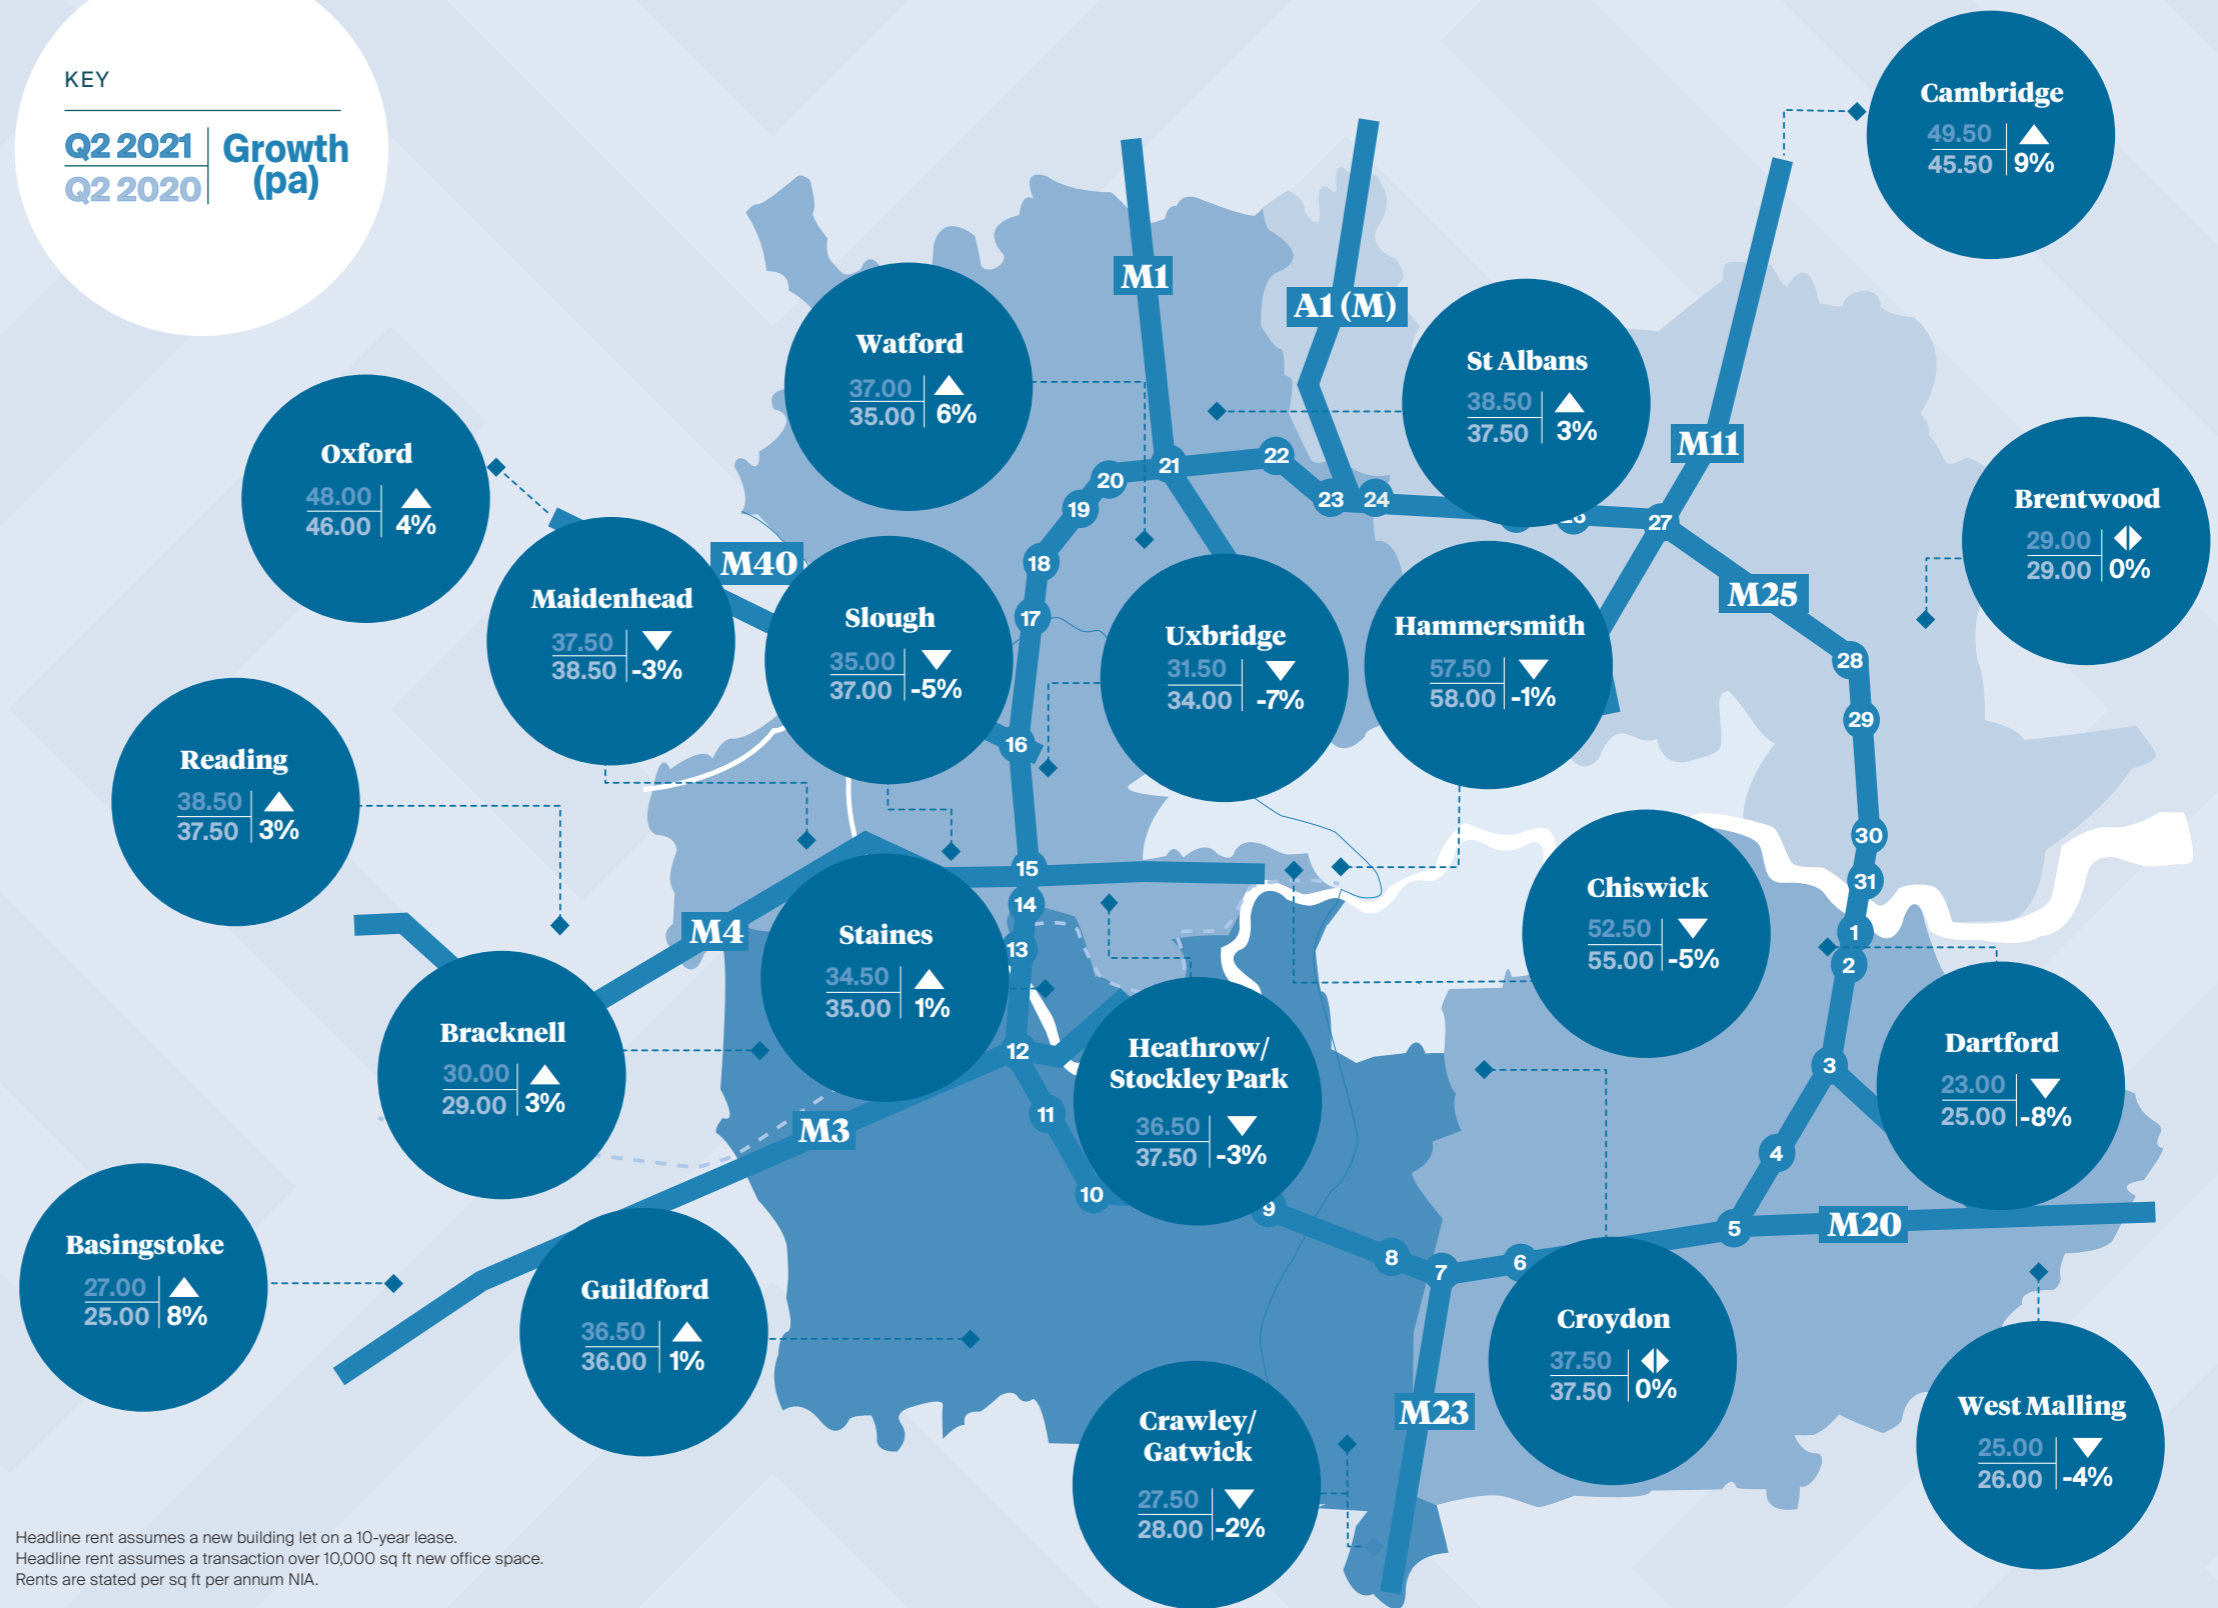 KEY
Q2 2021
Q2 2020
Growth
(pa)
Cambridge
49.50
45.50
9%
M1
A1 (M)
Watford
37.00
35.00
6%
St Albans
38.50
37.50
3%
M11
Oxford
48.00
46.00
4%
Brentwood
29.00
29.00
0%
M40
Maidenhead
37.50
38.50
-3%
Slough
35.00
37.00
-5%
Uxbridge
31.50
34.00
-7%
Hammersmith
57.50
58.00
-1%
M25
Reading
38.50
37.50
3%
Chiswick
52.50
55.00
-5%
M4
Staines
34.50
35.00
1%
Bracknell
30.00
29.00
3%
Heathrow/
Stockley Park
36.50
37.50
-3%
Dartford
23.00
25.00
-8%
M3
M20
Basingstoke
27.00
25.00
8%
Guildford
36.50
36.00
1%
Croydon
37.50
37.50
0%
M23
Crawley/
Gatwick
27.50
28.00
-2%
West Malling
25.00
26.00
-4%
22
21
20
19
18
17
16
15
14
13
12
11
10
9
8
7
6
5
4
3
2
1
31
30
29
28
27
24
23
Headline rent assumes a new building let on a 10-year lease.
Headline rent assumes a transaction over 10,000 sq ft new office space.
Rents are stated per sq ft per annum NIA.